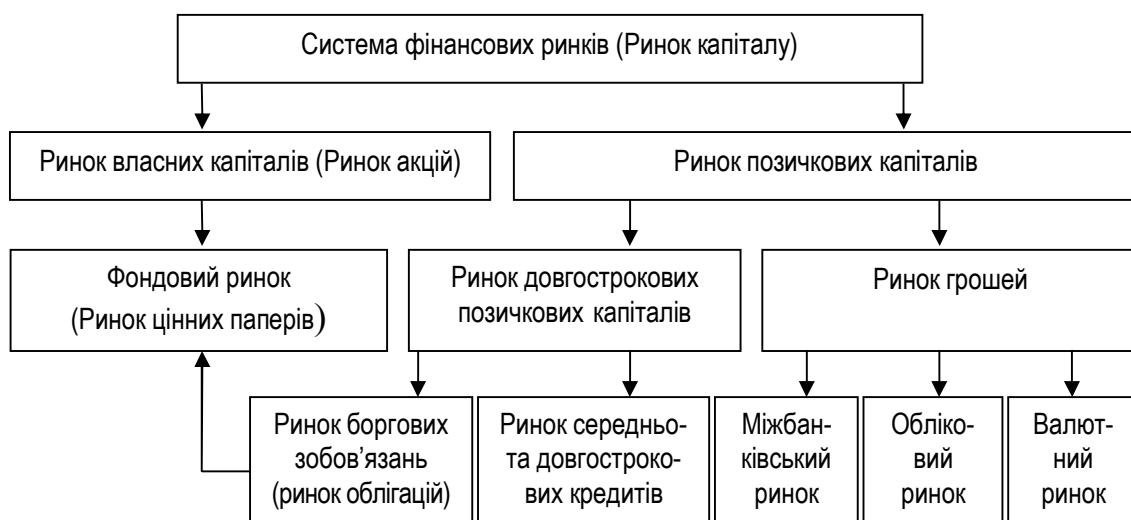 Система фінансових ринків (Ринок капіталу)
Ринок власних капіталів (Ринок акцій)
Ринок позичкових капіталів
Фондовий ринок
(Ринок цінних паперів)
Ринок довгострокових
позичкових капіталів
Ринок грошей
Ринок боргових
зобов’язань
(ринок облігацій)
Ринок середньо-
та довгостроко-
вих кредитів
Міжбан-
ківський
ринок
Обліко-
вий
ринок
Валют-
ний
ринок